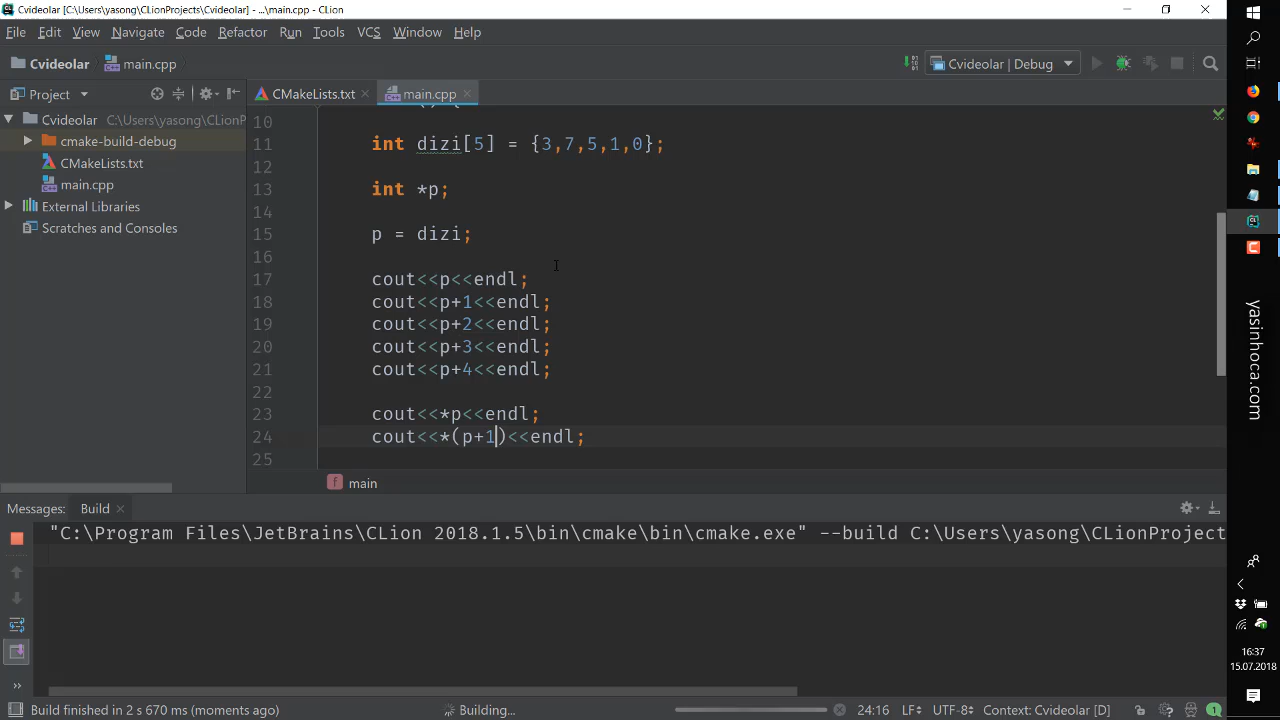 Cvideolar [C:\Users\yasong\CLionProjects\Cvideolar] - ...\main.cpp - CLion
File Edit View Navigate Code Refactor Run Tools VCS Window Help
Cvideolar main.cpp
Cvideolar | Debug
Project
CMakeLists.txt main.cpp
Cvideolar C:\Users\yasong\CLionP
cmake-build-debug
CMakeLists.txt
main.cpp
External Libraries
Scratches and Consoles
10
11 int dizi[5] = {3,7,5,1,0};
12
13 int *p;
14
15 p = dizi;
16
17 cout<<p<<endl;
18 cout<<p+1<<endl;
19 cout<<p+2<<endl;
20 cout<<p+3<<endl;
21 cout<<p+4<<endl;
22
23 cout<<*p<<endl;
24 cout<<*(p+1)<<endl;
25
f main
Messages: Build
"C:\Program Files\JetBrains\CLion 2018.1.5\bin\cmake\bin\cmake.exe" --build C:\Users\yasong\CLionProject
Build finished in 2 s 670 ms (moments ago)
Building...
24:16 LF÷ UTF-8÷ Context: Cvideolar [D]
yasinhoca.com
16:37
15.07.2018